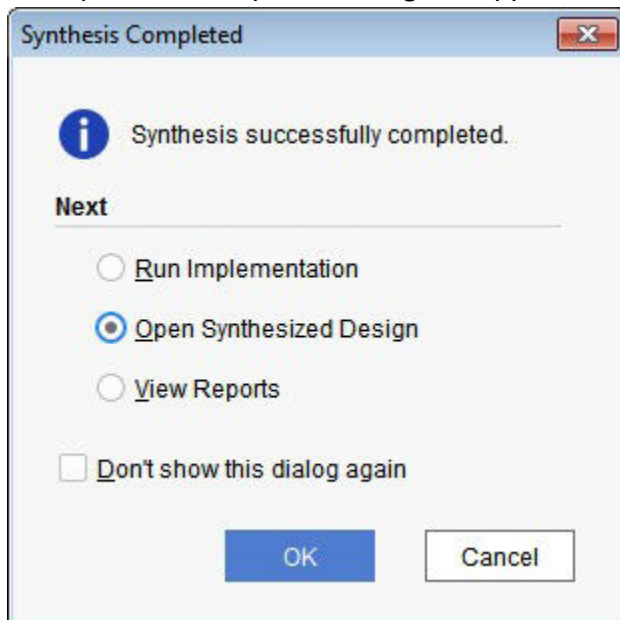 Synthesis Completed
Synthesis successfully completed.
Next
Run Implementation
Open Synthesized Design
View Reports
Don't show this dialog again
OK Cancel